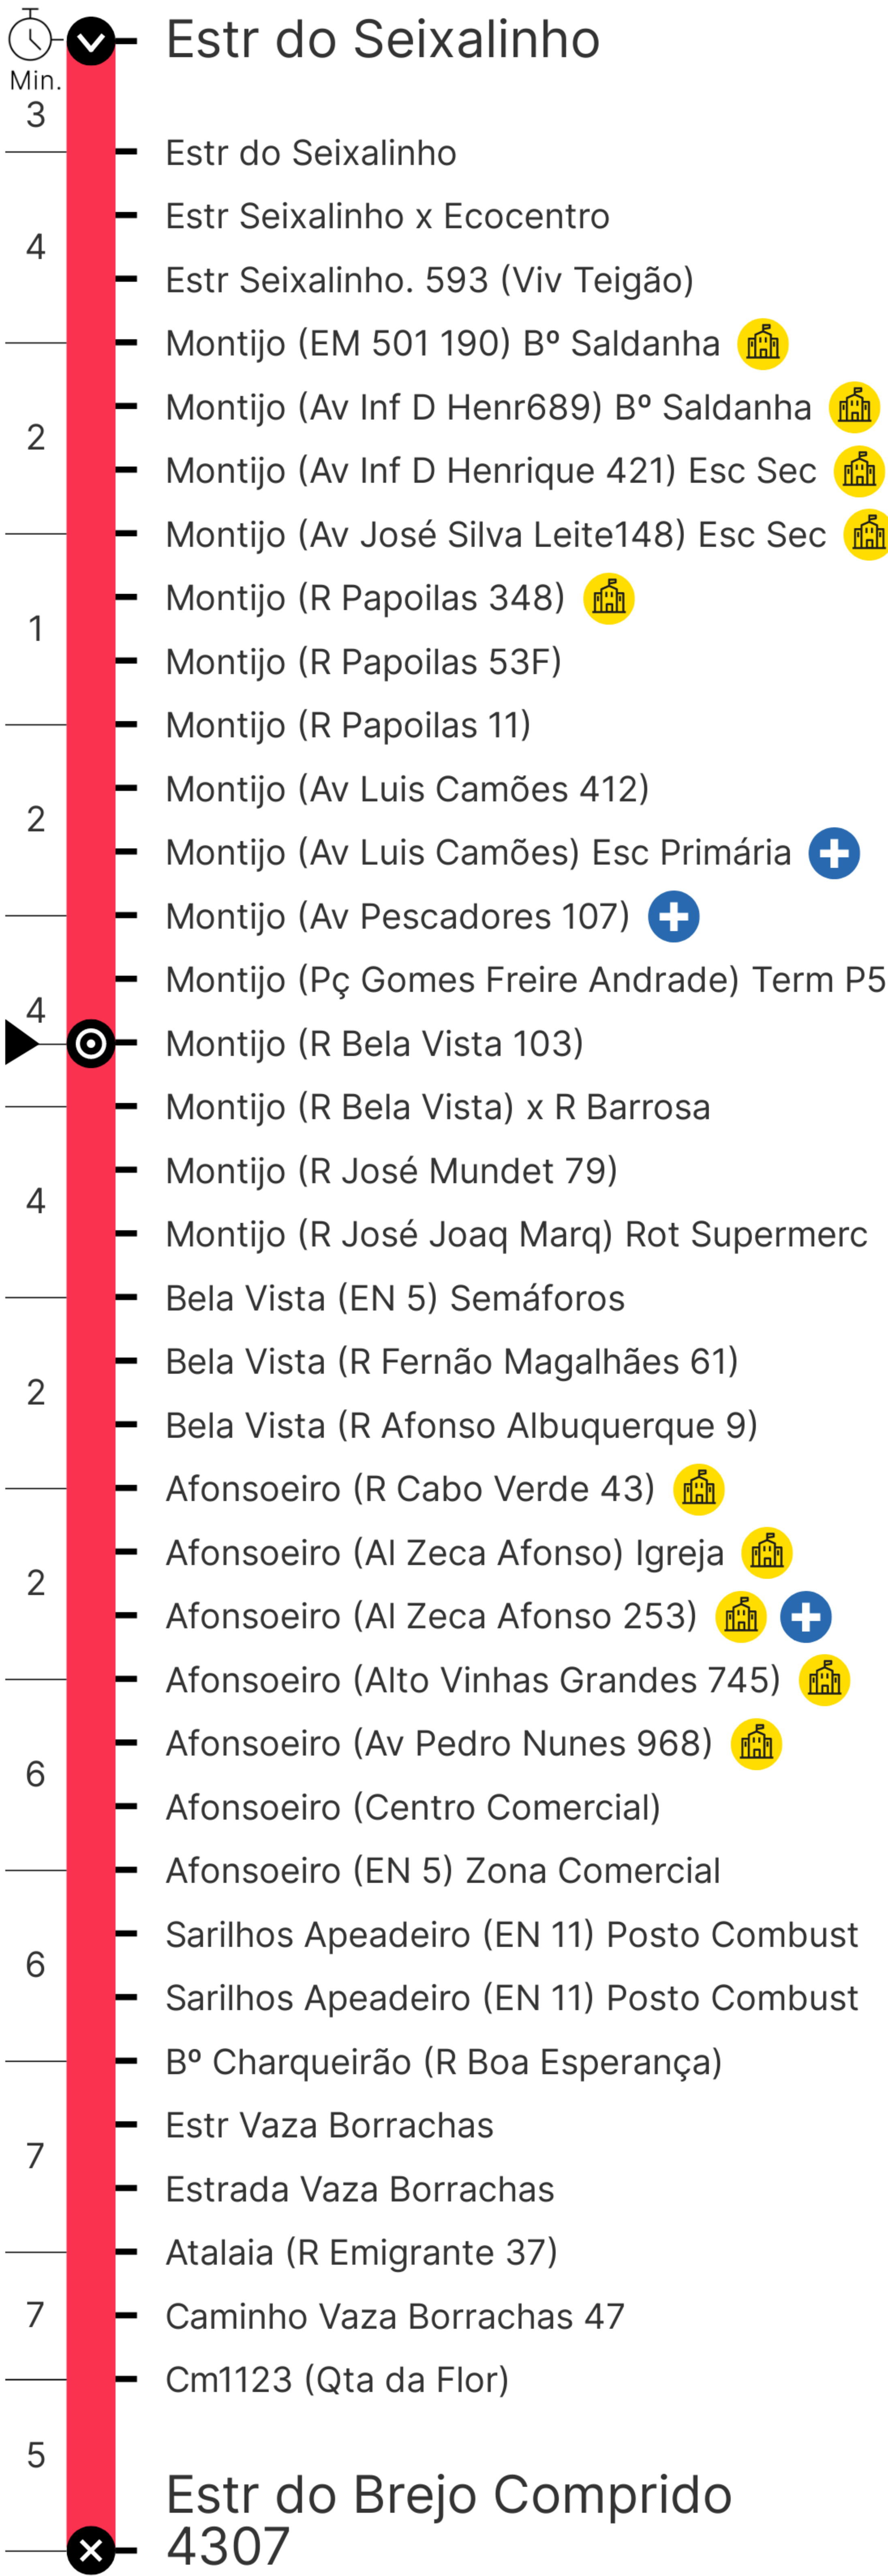 Estr do Seixalinho
Min.
3
Estr do Seixalinho
Estr Seixalinho x Ecocentro
4
Estr Seixalinho. 593 (Viv Teigão)
Montijo (EM 501 190) Bº Saldanha
Montijo (Av Inf D Henr689) Bº Saldanha
2
Montijo (Av Inf D Henrique 421) Esc Sec
Montijo (Av José Silva Leite148) Esc Sec
Montijo (R Papoilas 348)
1
Montijo (R Papoilas 53F)
Montijo (R Papoilas 11)
Montijo (Av Luis Camões 412)
2
Montijo (Av Luis Camões) Esc Primária
Montijo (Av Pescadores 107)
Montijo (Pç Gomes Freire Andrade) Term P5
4
Montijo (R Bela Vista 103)
Montijo (R Bela Vista) x R Barrosa
Montijo (R José Mundet 79)
4
Montijo (R José Joaq Marq) Rot Supermerc
Bela Vista (EN 5) Semáforos
Bela Vista (R Fernão Magalhães 61)
2
Bela Vista (R Afonso Albuquerque 9)
Afonsoeiro (R Cabo Verde 43)
Afonsoeiro (Al Zeca Afonso) Igreja
2
Afonsoeiro (Al Zeca Afonso 253)
Afonsoeiro (Alto Vinhas Grandes 745)
Afonsoeiro (Av Pedro Nunes 968)
6
Afonsoeiro (Centro Comercial)
Afonsoeiro (EN 5) Zona Comercial
Sarilhos Apeadeiro (EN 11) Posto Combust
6
Sarilhos Apeadeiro (EN 11) Posto Combust
Bº Charqueirão (R Boa Esperança)
Estr Vaza Borrachas
7
Estrada Vaza Borrachas
Atalaia (R Emigrante 37)
7
Caminho Vaza Borrachas 47
Cm1123 (Qta da Flor)
5
Estr do Brejo Comprido
4307